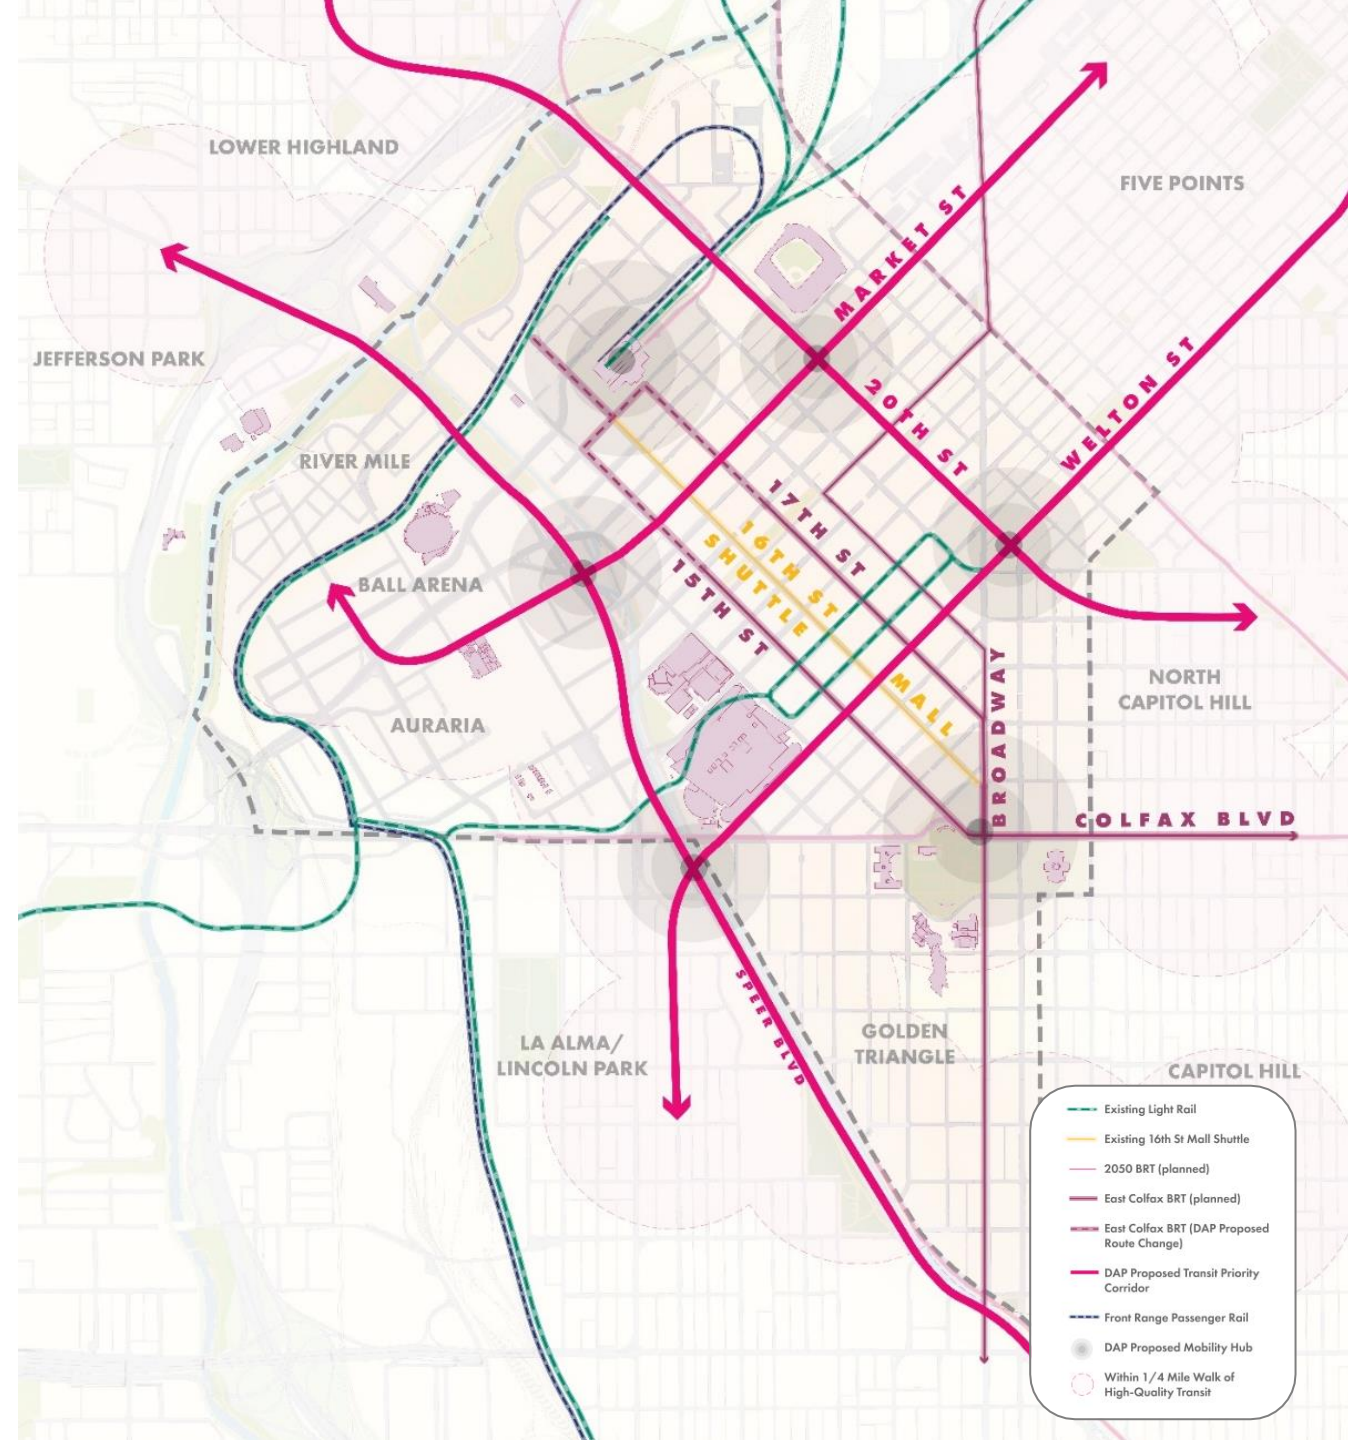 LOWER HIGHLAND
FIVE POINTS
MARKET ST
JEFFERSON PARK
WELTON ST
20TH ST
RIVER MILE
17TH ST
16TH ST
SHUTTLE
MALL
15TH ST
BALL ARENA
NORTH
CAPITOL HILL
BROADWAY
AURARIA
COLFAX BLVD
SPEER BLVD
LA ALMA/
LINCOLN PARK
GOLDEN
TRIANGLE
CAPITOL HILL
Existing Light Rail
Existing 16th St Mall Shuttle
2050 BRT (planned)
East Colfax BRT (planned)
East Colfax BRT (DAP Proposed
Route Change)
DAP Proposed Transit Priority
Corridor
Front Range Passenger Rail
DAP Proposed Mobility Hub
Within 1/4 Mile Walk of
High-Quality Transit